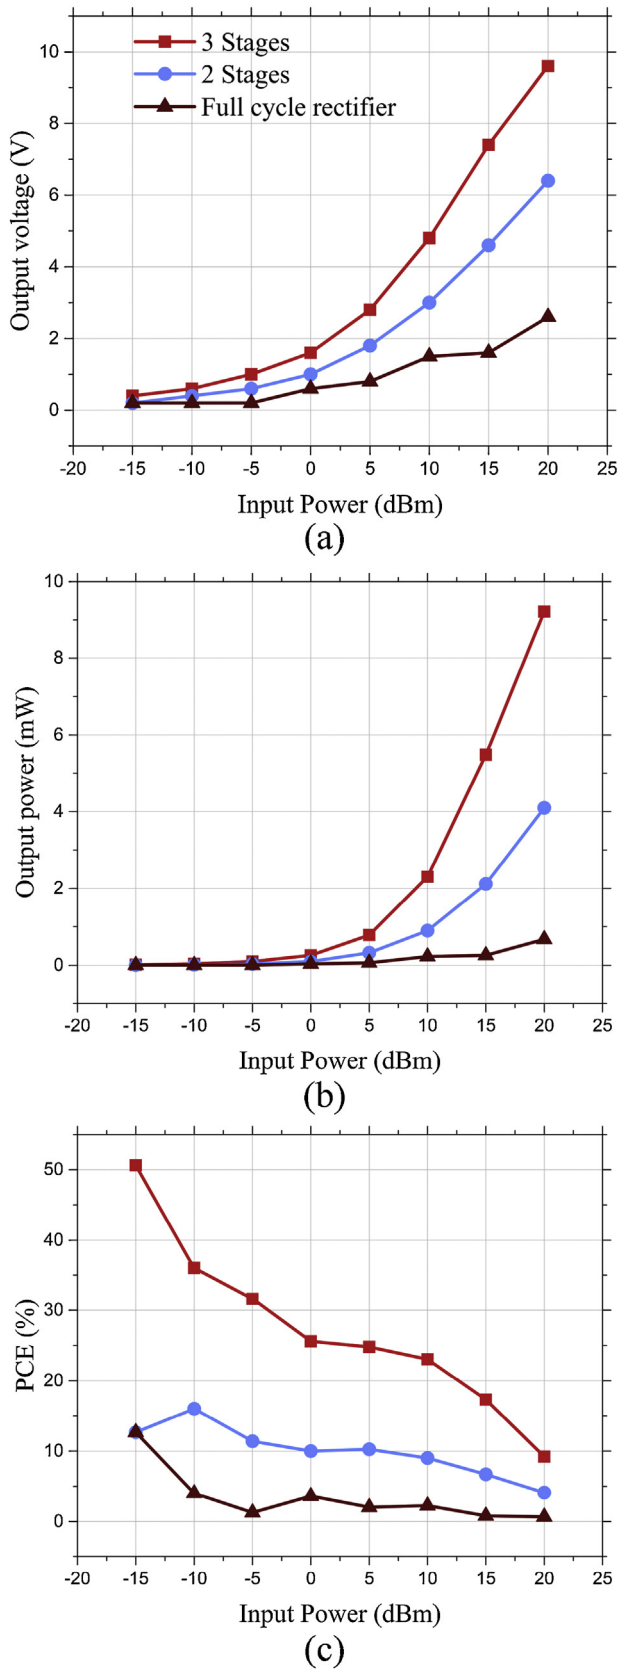 3 Stages
2 Stages
Full cycle rectifier
Output voltage (V)
10
8
6
4
2
0
-20 -15 -10 -5 0 5 10 15 20 25
Input Power (dBm)
(a)
Output power (mW)
10
8
6
4
2
0
-20 -15 -10 -5 0 5 10 15 20 25
Input Power (dBm)
(b)
PCE (%)
50
40
30
20
10
0
-20 -15 -10 -5 0 5 10 15 20 25
Input Power (dBm)
(c)